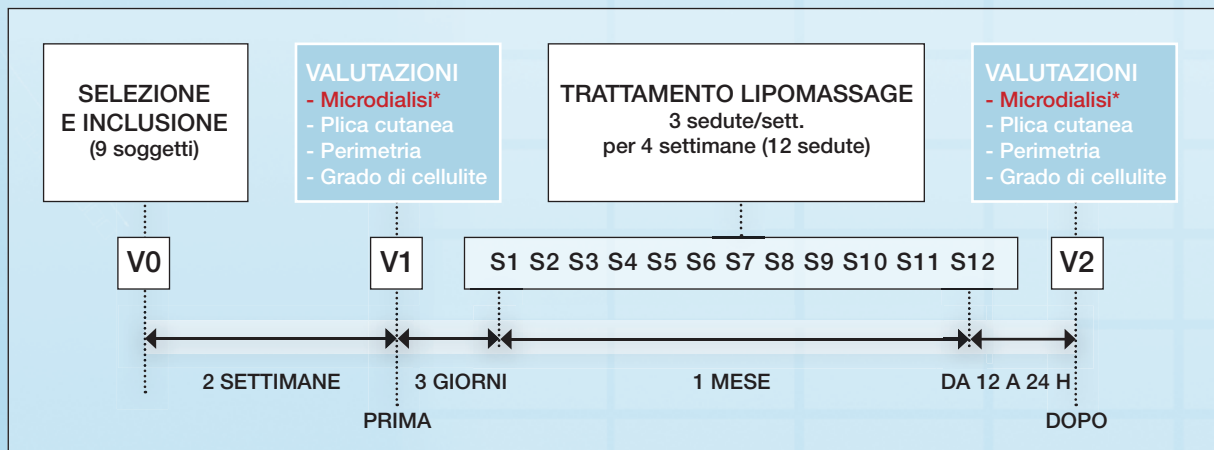 SELEZIONE
E INCLUSIONE
(9 soggetti)
VALUTAZIONI
- Microdialisi*
- Plica cutanea
- Perimetria
- Grado di cellulite
TRATTAMENTO LIPOMASSAGE
3 sedute/sett.
per 4 settimane (12 sedute)
VALUTAZIONI
- Microdialisi*
- Plica cutanea
- Perimetria
- Grado di cellulite
V0
V1
S1 S2 S3 S4 S5 S6 S7 S8 S9 S10 S11 S12
V2
2 SETTIMANE
3 GIORNI
1 MESE
DA 12 A 24 H
PRIMA
DOPO